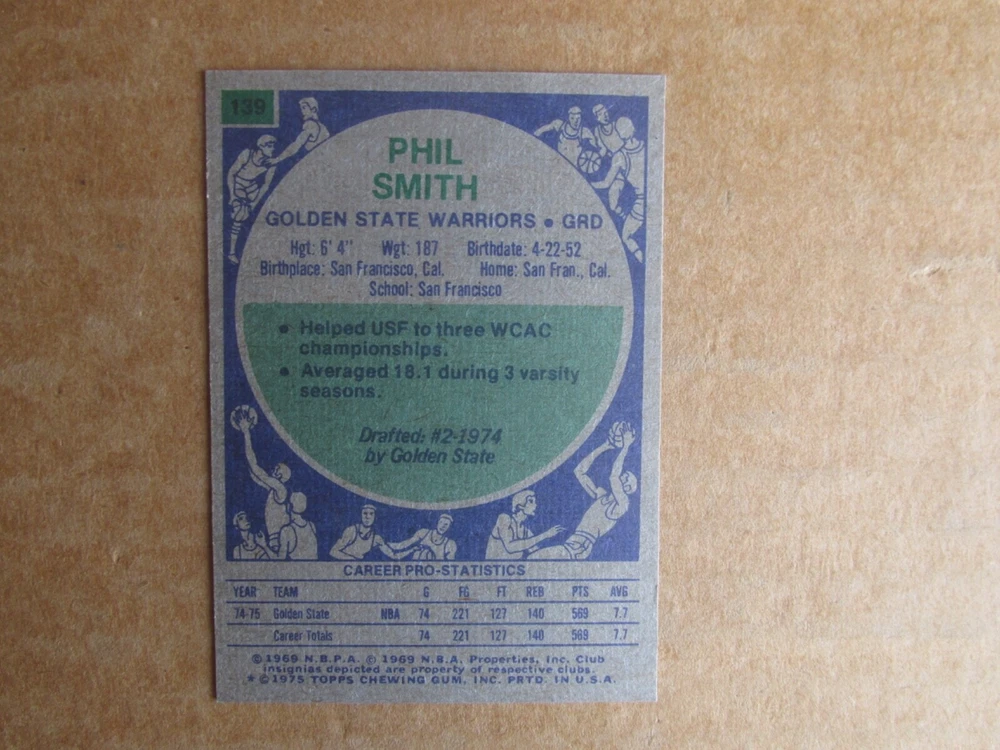 139
PHIL
SMITH
GOLDEN STATE WARRIORS • GRD
Hgt: 6' 4" Wgt: 187 Birthdate: 4-22-52
Birthplace: San Francisco, Cal. Home: San Fran., Cal.
School: San Francisco
• Helped USF to three WCAC
championships.
• Averaged 18.1 during 3 varsity
seasons.
Drafted: #2-1974
by Golden State
CAREER PRO-STATISTICS
YEAR TEAM G FG FT REB PTS AVG
74-75 Golden State NBA 74 221 127 140 569 7.7
Career Totals 74 221 127 140 569 7.7
© 1969 N.B.P.A. © 1969 N.B.A. Properties, Inc. Club
insignias depicted are property of respective clubs.
* © 1975 TOPPS CHEWING GUM, INC. PRTD. IN U.S.A.